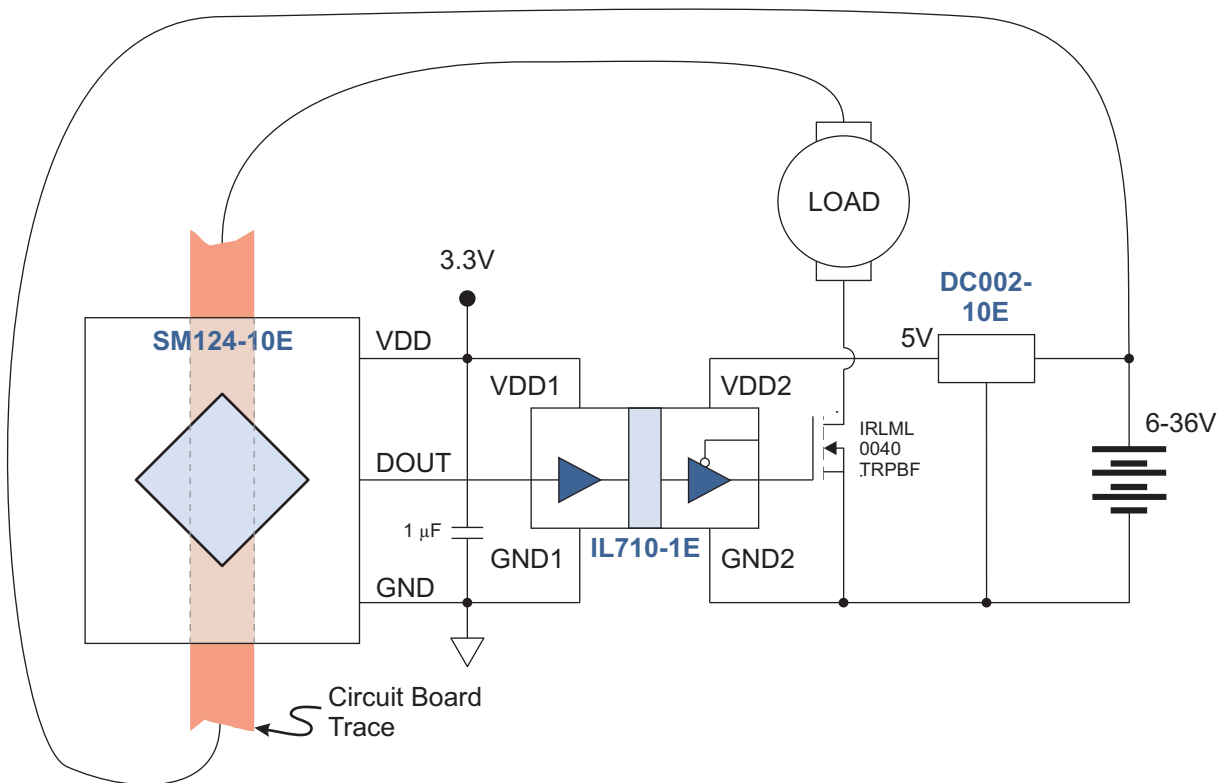 LOAD
3.3V
DC002-
10E
SM124-10E
VDD
5V
VDD1
VDD2
6-36V
IRLML
0040
TRPBF
DOUT
1 μF
IL710-1E
GND1
GND2
GND
Circuit Board
Trace